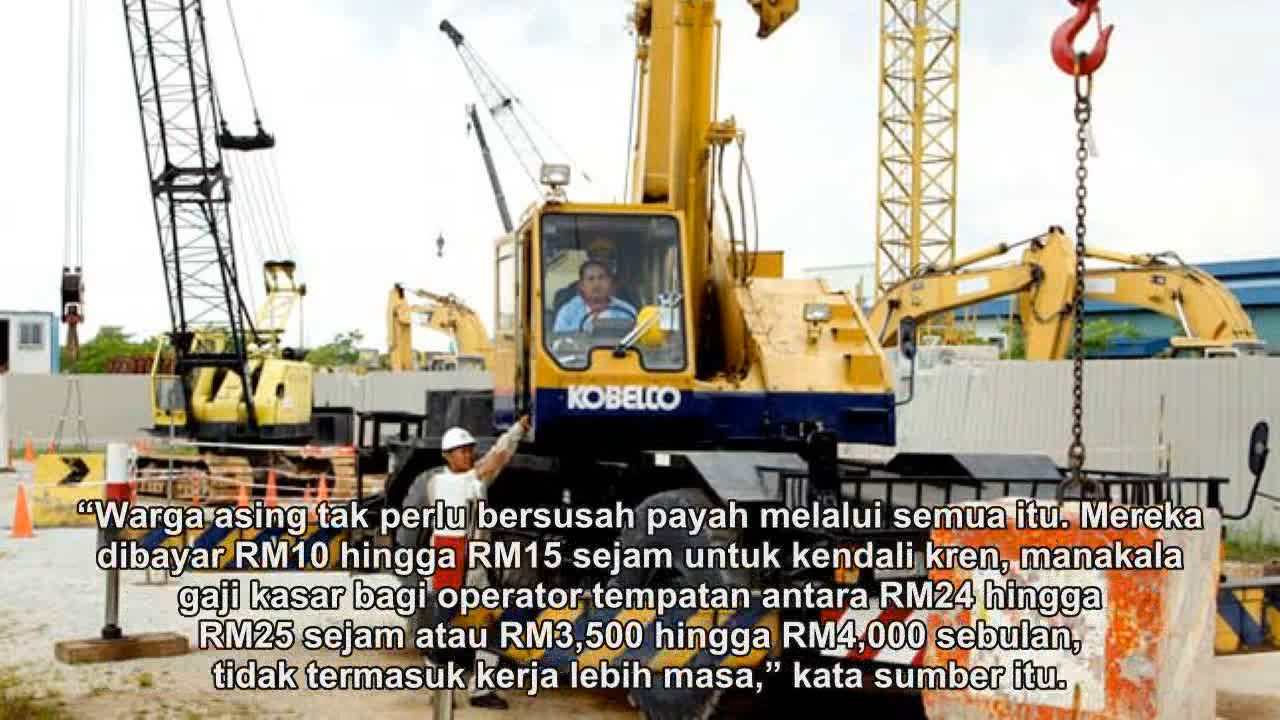 KOBELCO
“Warga asing tak perlu bersusah payah melalui semua itu. Mereka
dibayar RM10 hingga RM15 sejam untuk kendali kren, manakala
gaji kasar bagi operator tempatan antara RM24 hingga
RM25 sejam atau RM3,500 hingga RM4,000 sebulan,
tidak termasuk kerja lebih masa,” kata sumber itu.